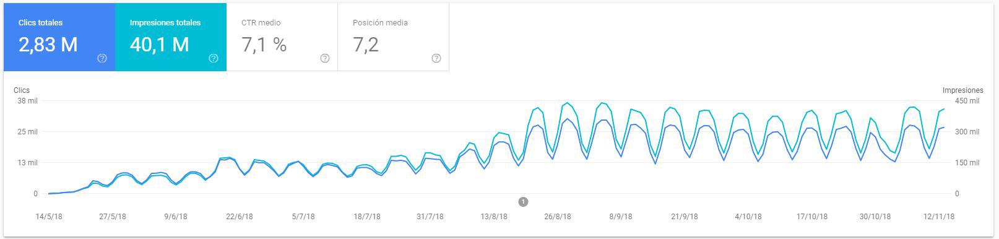 Clics totales
2,83 M
Impresiones totales
40,1 M
CTR medio
7,1 %
Posición media
7,2
Clics
Impresiones
38 mil
450 mil
25 mil
300 mil
13 mil
150 mil
0
0
1
14/5/18 27/5/18 9/6/18 22/6/18 5/7/18 18/7/18 31/7/18 13/8/18 26/8/18 8/9/18 21/9/18 4/10/18 17/10/18 30/10/18 12/11/18